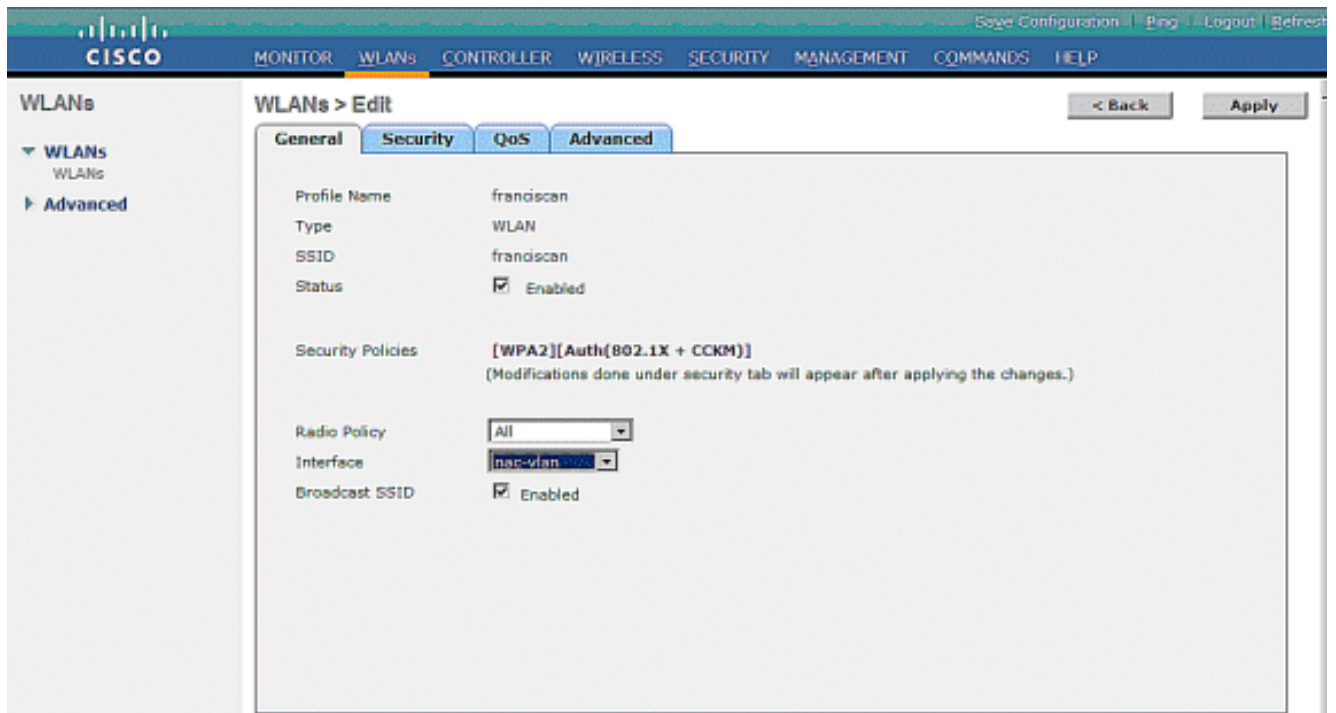 Save Configuration | Ping | Logout | Refresh
CISCO
MONITOR WLANs CONTROLLER WIRELESS SECURITY MANAGEMENT COMMANDS HELP
WLANs
WLANs
WLANs
Advanced
WLANs > Edit
< Back
Apply
General Security QoS Advanced
Profile Name franciscan
Type WLAN
SSID franciscan
Status Enabled
Security Policies [WPA2][Auth(802.1X + CCKM)]
(Modifications done under security tab will appear after applying the changes.)
Radio Policy All
Interface nac-vlan
Broadcast SSID Enabled